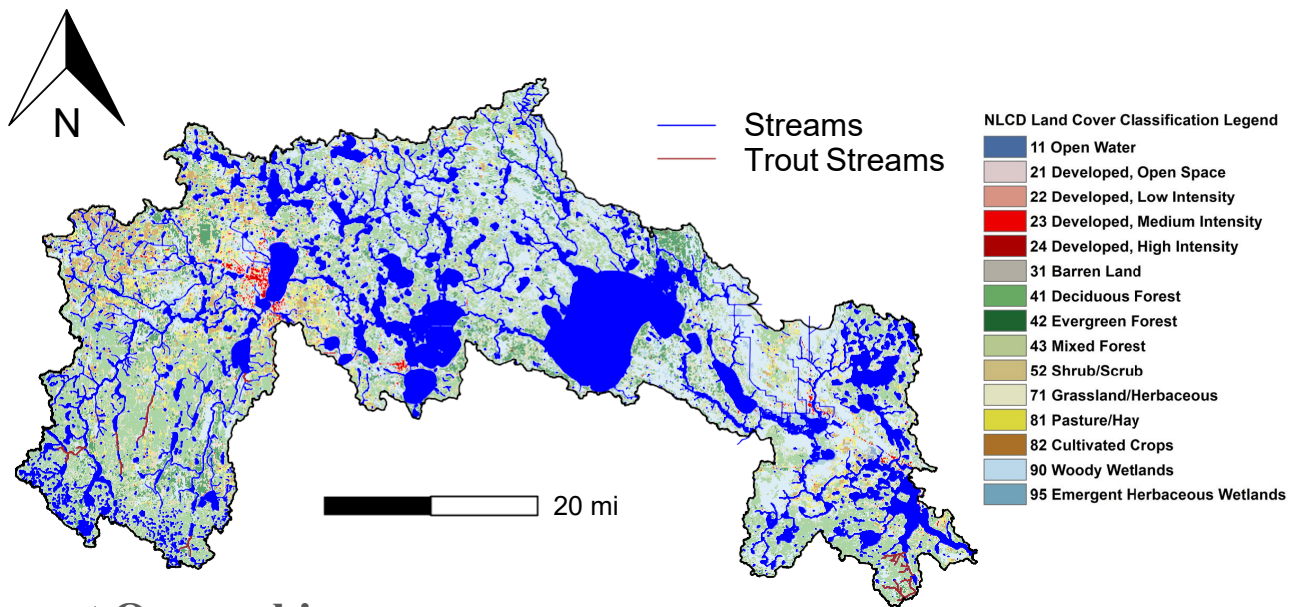 N
Streams
Trout Streams
NLCD Land Cover Classification Legend
11 Open Water
21 Developed, Open Space
22 Developed, Low Intensity
23 Developed, Medium Intensity
24 Developed, High Intensity
31 Barren Land
41 Deciduous Forest
42 Evergreen Forest
43 Mixed Forest
52 Shrub/Scrub
71 Grassland/Herbaceous
81 Pasture/Hay
82 Cultivated Crops
90 Woody Wetlands
95 Emergent Herbaceous Wetlands
20 mi